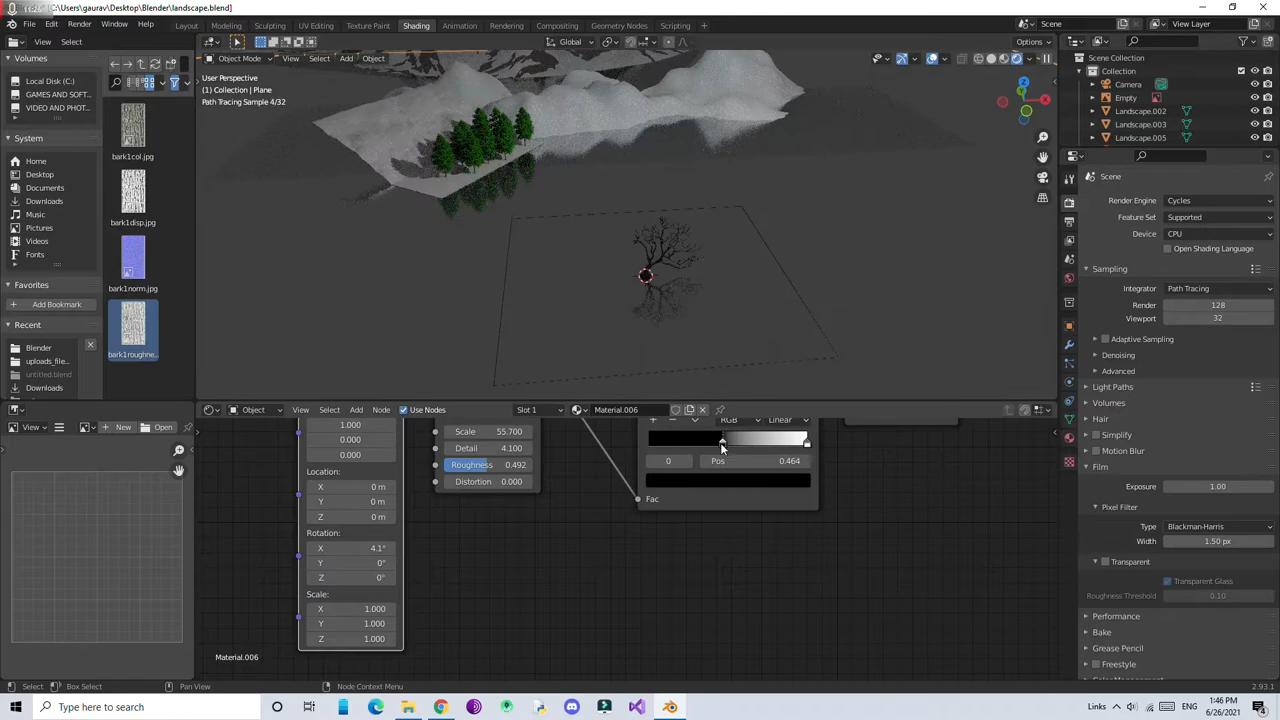 C:\Users\gaurav\Desktop\Blender\landscape.blend]
File Edit Render Window Help Layout Modeling Sculpting UV Editing Texture Paint Shading Animation Rendering Compositing Geometry Nodes Scripting Scene View Layer
View Select
Object Mode View Select Add Object Global Options
Volumes
Local Disk (C:)
GAMES AND SOFT...
VIDEO AND PHOT...
System
Home
Desktop
Documents
Downloads
Music
Pictures
Videos
Fonts
Favorites
Add Bookmark
Recent
Blender
uploads_file...
untitled.blend
Downloads
bark1col.jpg
bark1disp.jpg
bark1norm.jpg
bark1roughne...
User Perspective
(1) Collection | Plane
Path Tracing Sample 4/32
Scene Collection
Collection
Camera
Empty
Landscape.002
Landscape.003
Landscape.005
Scene
Render Engine Cycles
Feature Set Supported
Device CPU
Open Shading Language
Sampling
Integrator Path Tracing
Render 128
Viewport 32
Adaptive Sampling
Denoising
Advanced
Light Paths
Volumes
Hair
Simplify
Motion Blur
Film
Exposure 1.00
Pixel Filter
Type Blackman-Harris
Width 1.50 px
Transparent
Transparent Glass
Roughness Threshold 0.10
Performance
Bake
Grease Pencil
Freestyle
View New Open
Object View Select Add Node Use Nodes Slot 1 Material.006
1.000
0.000
0.000
Location:
X 0 m
Y 0 m
Z 0 m
Rotation:
X 4.1°
Y 0°
Z 0°
Scale:
X 1.000
Y 1.000
Z 1.000
Scale 55.700
Detail 4.100
Roughness 0.492
Distortion 0.000
RGB Linear
0 Pos 0.464
Fac
Material.006
Select Box Select Pan View Node Context Menu 2.93.1
Type here to search Links 1:46 PM
6/26/2021